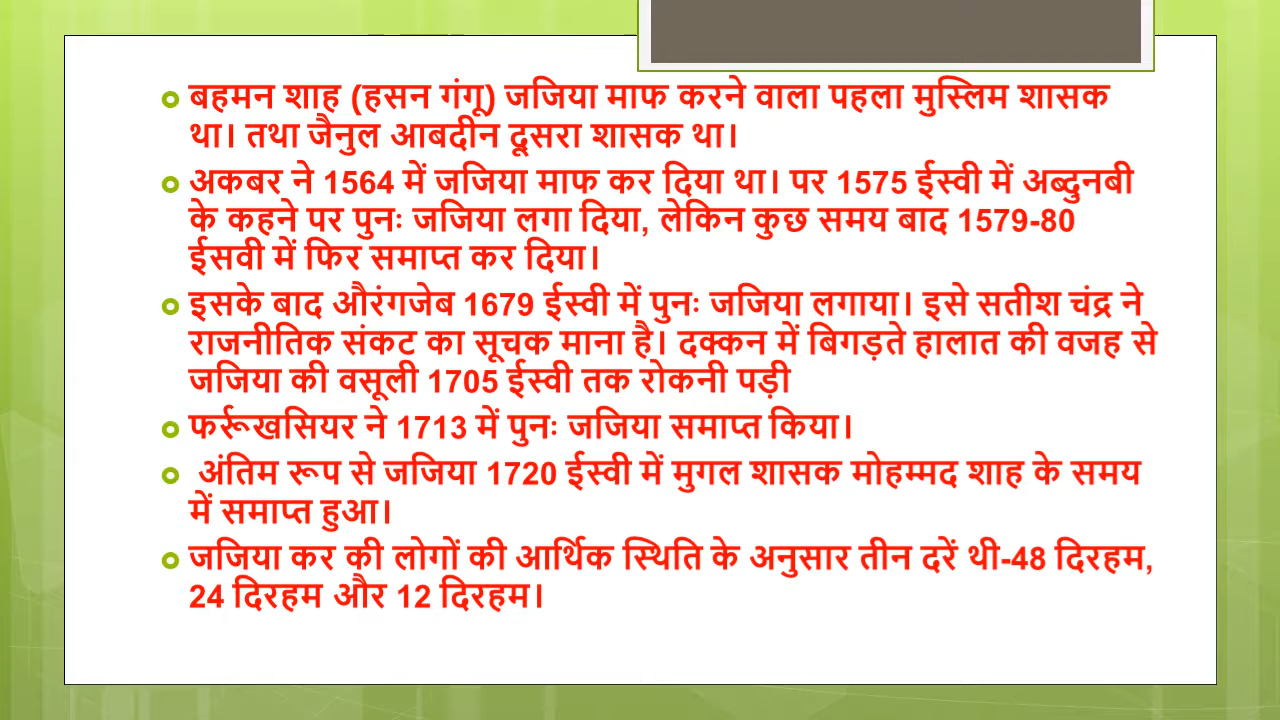 बहमन शाह (हसन गंगू) जजिया माफ करने वाला पहला मुस्लिम शासक
था। तथा जैनुल आबदीन दूसरा शासक था।
अकबर ने 1564 में जजिया माफ कर दिया था। पर 1575 ईस्वी में अब्दुनबी
के कहने पर पुनः जजिया लगा दिया, लेकिन कुछ समय बाद 1579-80
ईसवी में फिर समाप्त कर दिया।
इसके बाद औरंगजेब 1679 ईस्वी में पुनः जजिया लगाया। इसे सतीश चंद्र ने
राजनीतिक संकट का सूचक माना है। दक्कन में बिगड़ते हालात की वजह से
जजिया की वसूली 1705 ईस्वी तक रोकनी पड़ी
फर्रूखसियर ने 1713 में पुनः जजिया समाप्त किया।
अंतिम रूप से जजिया 1720 ईस्वी में मुगल शासक मोहम्मद शाह के समय
में समाप्त हुआ।
जजिया कर की लोगों की आर्थिक स्थिति के अनुसार तीन दरें थी-48 दिरहम,
24 दिरहम और 12 दिरहम।